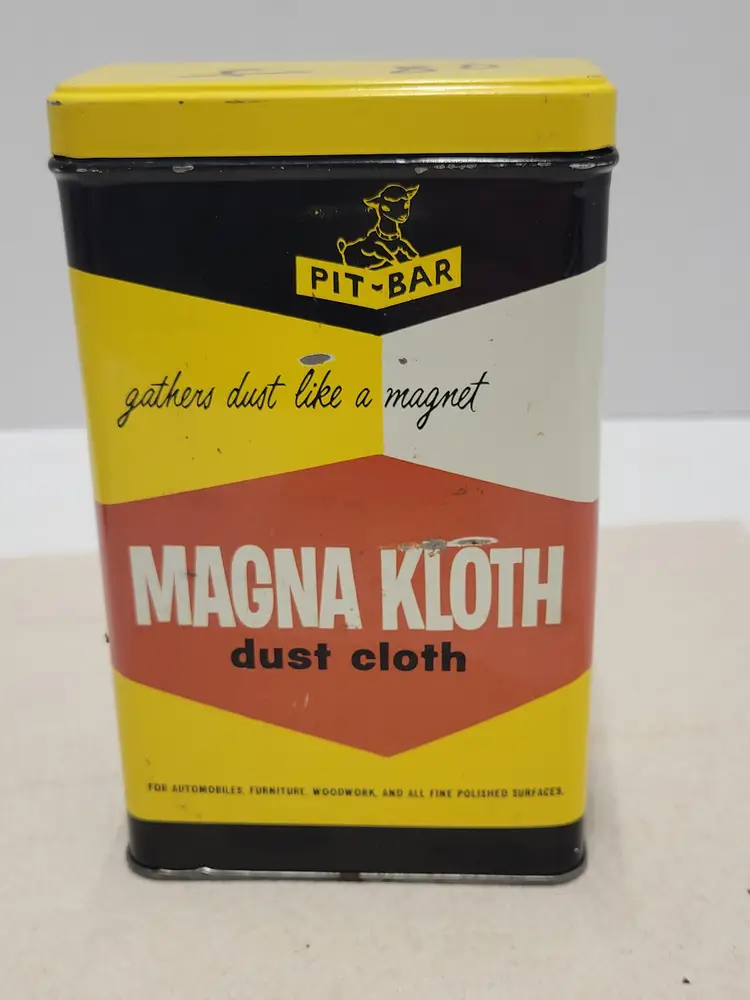 PIT-BAR
gathers dust like a magnet
MAGNA KLOTH
dust cloth
FOR AUTOMOBILES, FURNITURE, WOODWORK, AND ALL FINE POLISHED SURFACES.